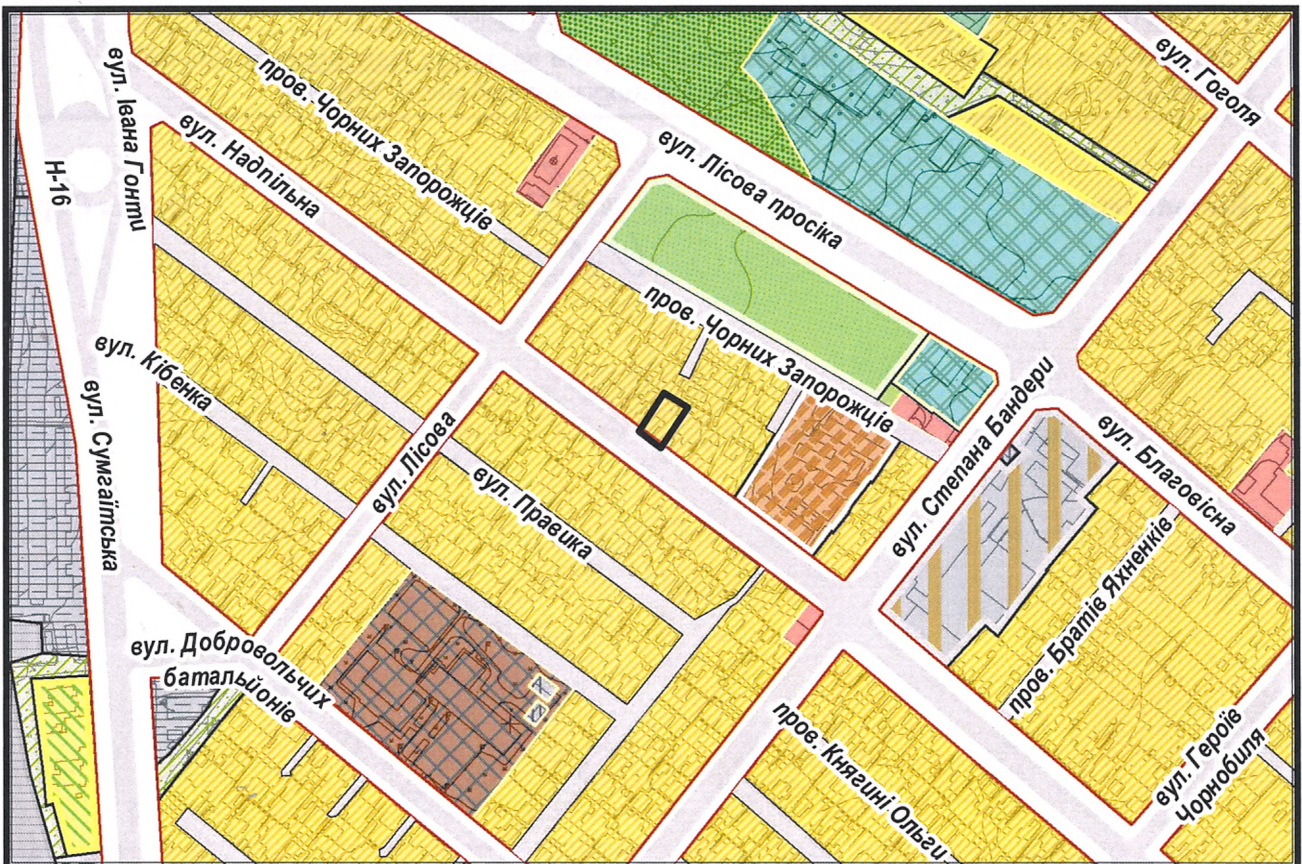 вул. Гоголя
вул. Івана Гонти
пров. Чорних Запорожців
вул. Надпільна
вул. Лісова просіка
Н-16
пров. Чорних Запорожців
вул. Кібенка
вул. Сумгаїтська
вул. Лісова
вул. Степана Бандери
вул. Благовісна
вул. Правика
пров. Братів Яхненків
вул. Добровольчих
батальйонів
пров. Княгині Ольги
вул. Героїв
Чорнобиля